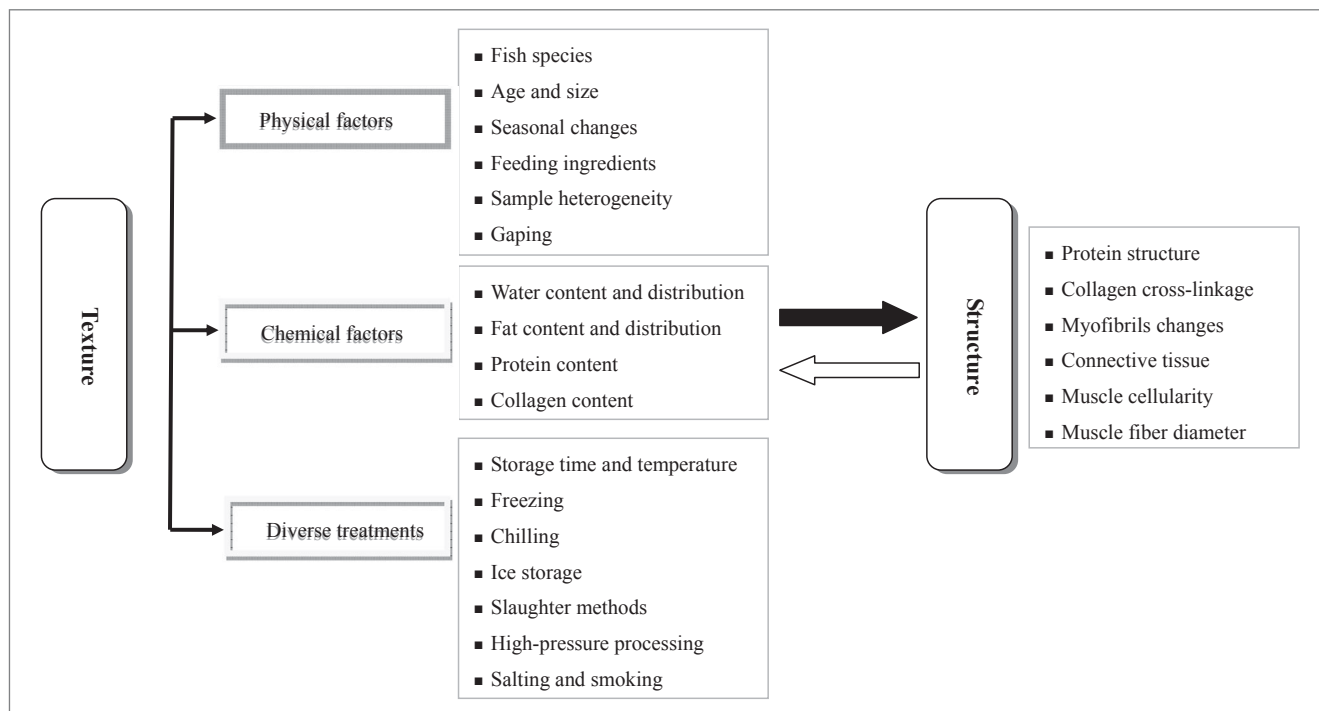 Texture
Physical factors
▪ Fish species
▪ Age and size
▪ Seasonal changes
▪ Feeding ingredients
▪ Sample heterogeneity
▪ Gaping
Chemical factors
▪ Water content and distribution
▪ Fat content and distribution
▪ Protein content
▪ Collagen content
Diverse treatments
▪ Storage time and temperature
▪ Freezing
▪ Chilling
▪ Ice storage
▪ Slaughter methods
▪ High-pressure processing
▪ Salting and smoking
Structure
▪ Protein structure
▪ Collagen cross-linkage
▪ Myofibrils changes
▪ Connective tissue
▪ Muscle cellularity
▪ Muscle fiber diameter